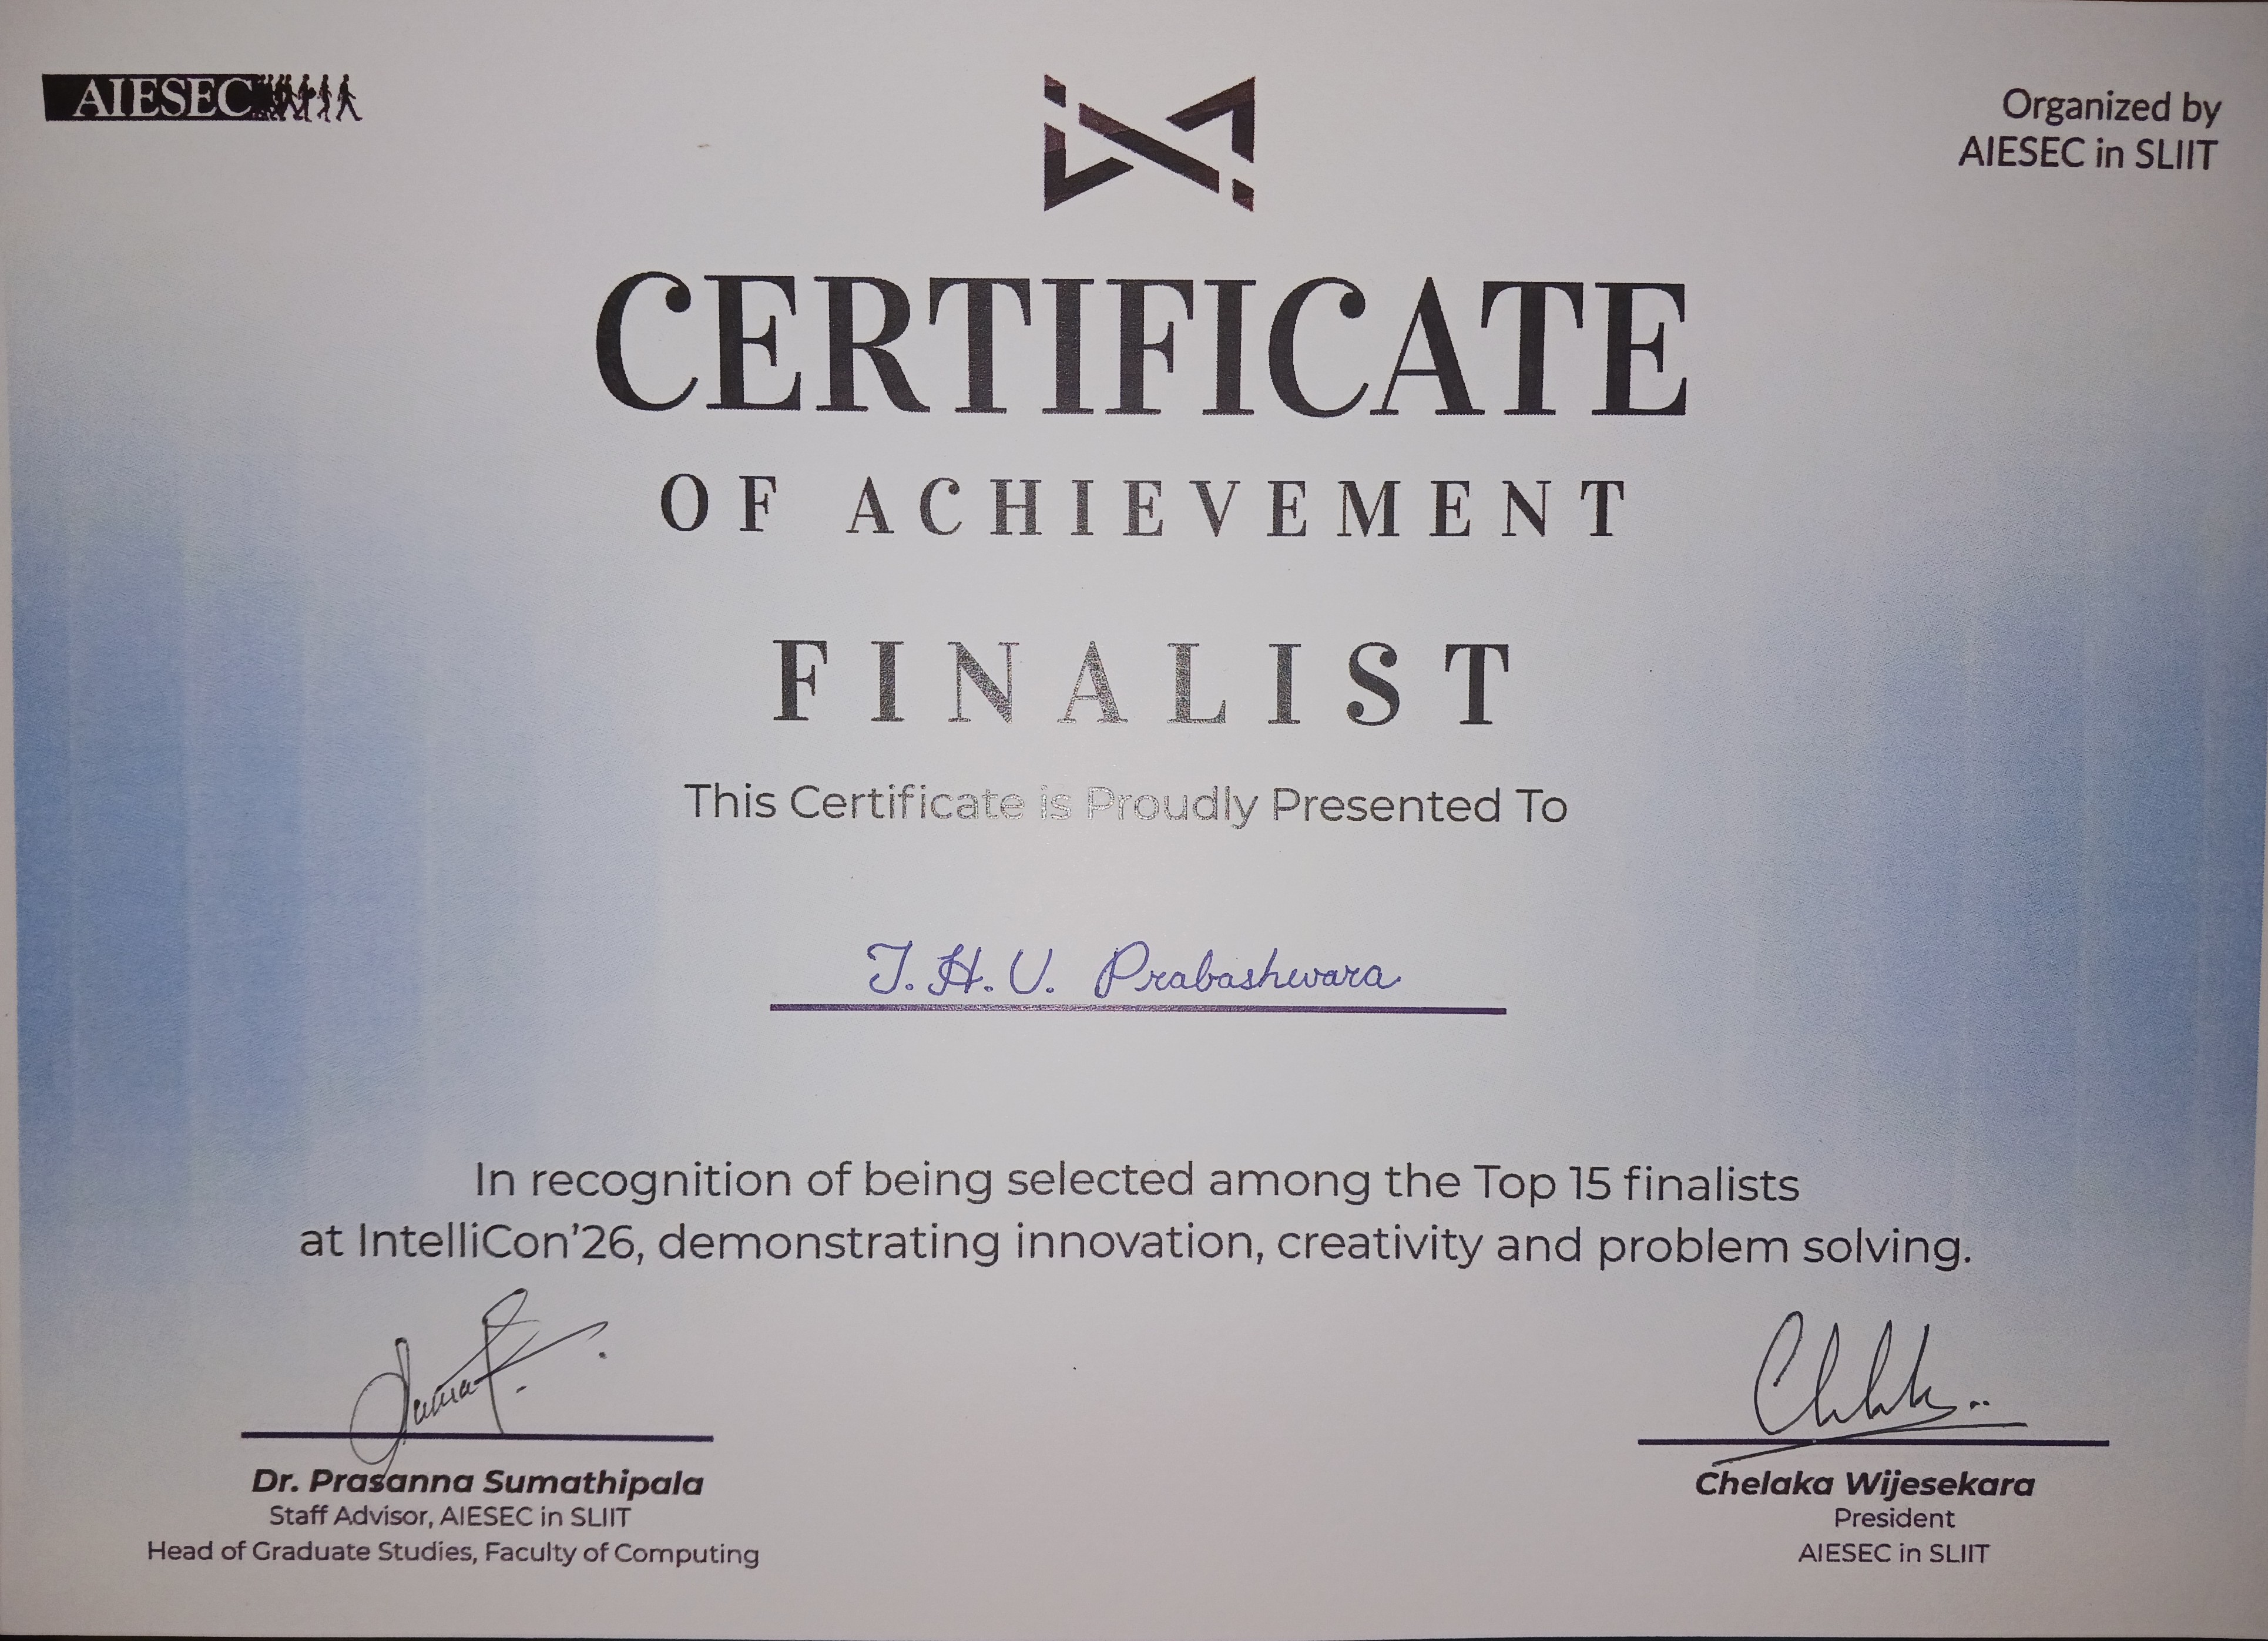 AIESEC
Organized by
AIESEC in SLIIT
CERTIFICATE
OF ACHIEVEMENT
FINALIST
This Certificate is Proudly Presented To
T.H.U. Prabashwara
In recognition of being selected among the Top 15 finalists
at IntelliCon'26, demonstrating innovation, creativity and problem solving.
Dr. Prasanna Sumathipala
Staff Advisor, AIESEC in SLIIT
Head of Graduate Studies, Faculty of Computing
Chelaka Wijesekara
President
AIESEC in SLIIT